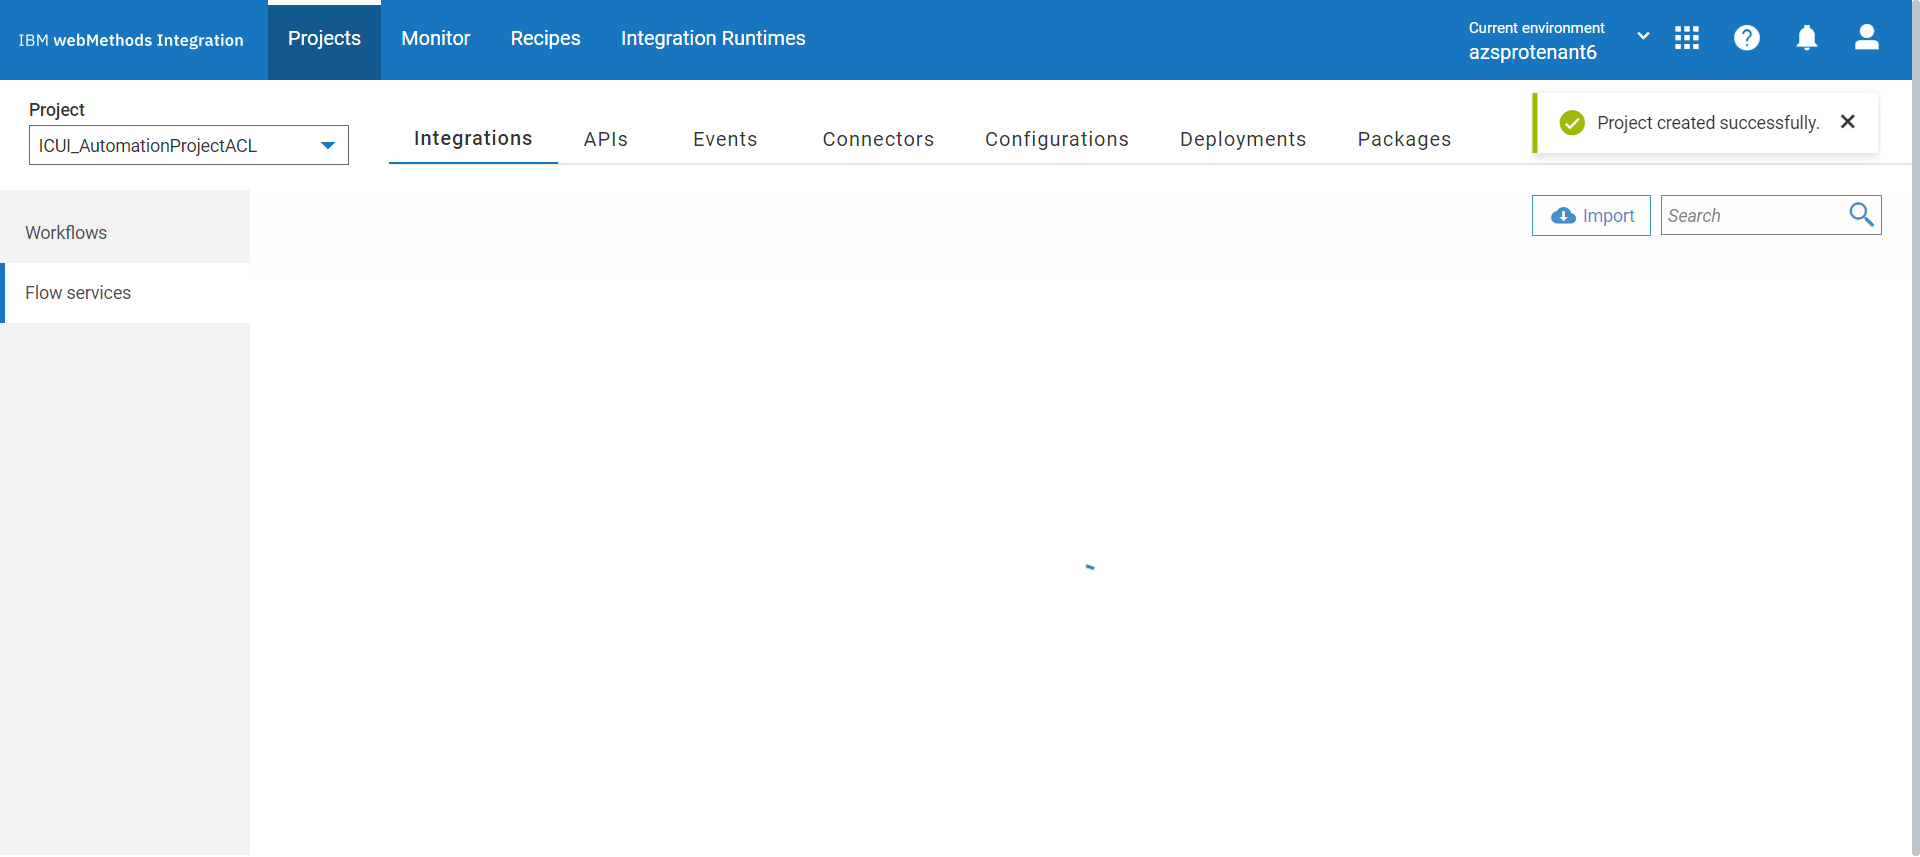 IBM webMethods Integration
Projects
Monitor
Recipes
Integration Runtimes
Current environment
azsprotenant6
Project
ICUI_AutomationProjectACL
Integrations
APIs
Events
Connectors
Configurations
Deployments
Packages
Project created successfully.
Import
Search
Workflows
Flow services